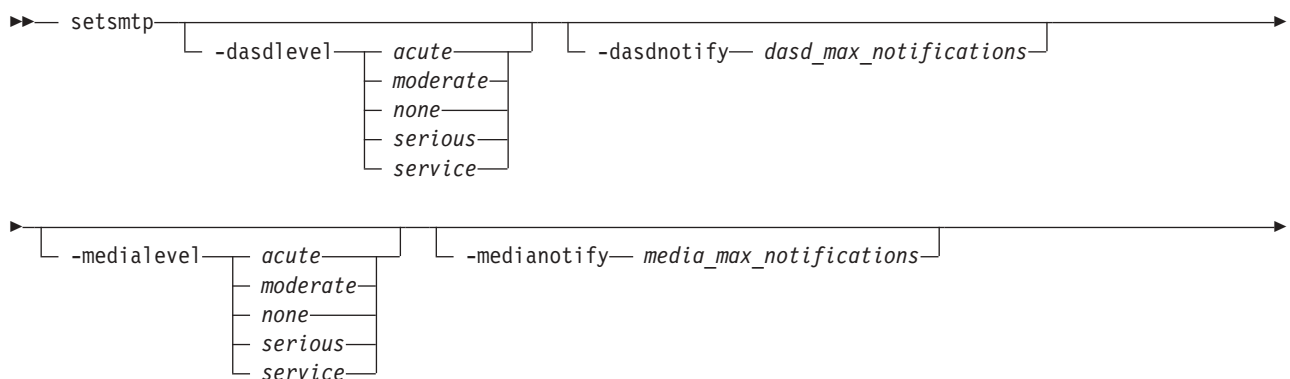 setsmtp
-dasdlevel acute -dasdnotify dasd_max_notifications
moderate
none
serious
service
-medialevel acute -medianotify media_max_notifications
moderate
none
serious
service